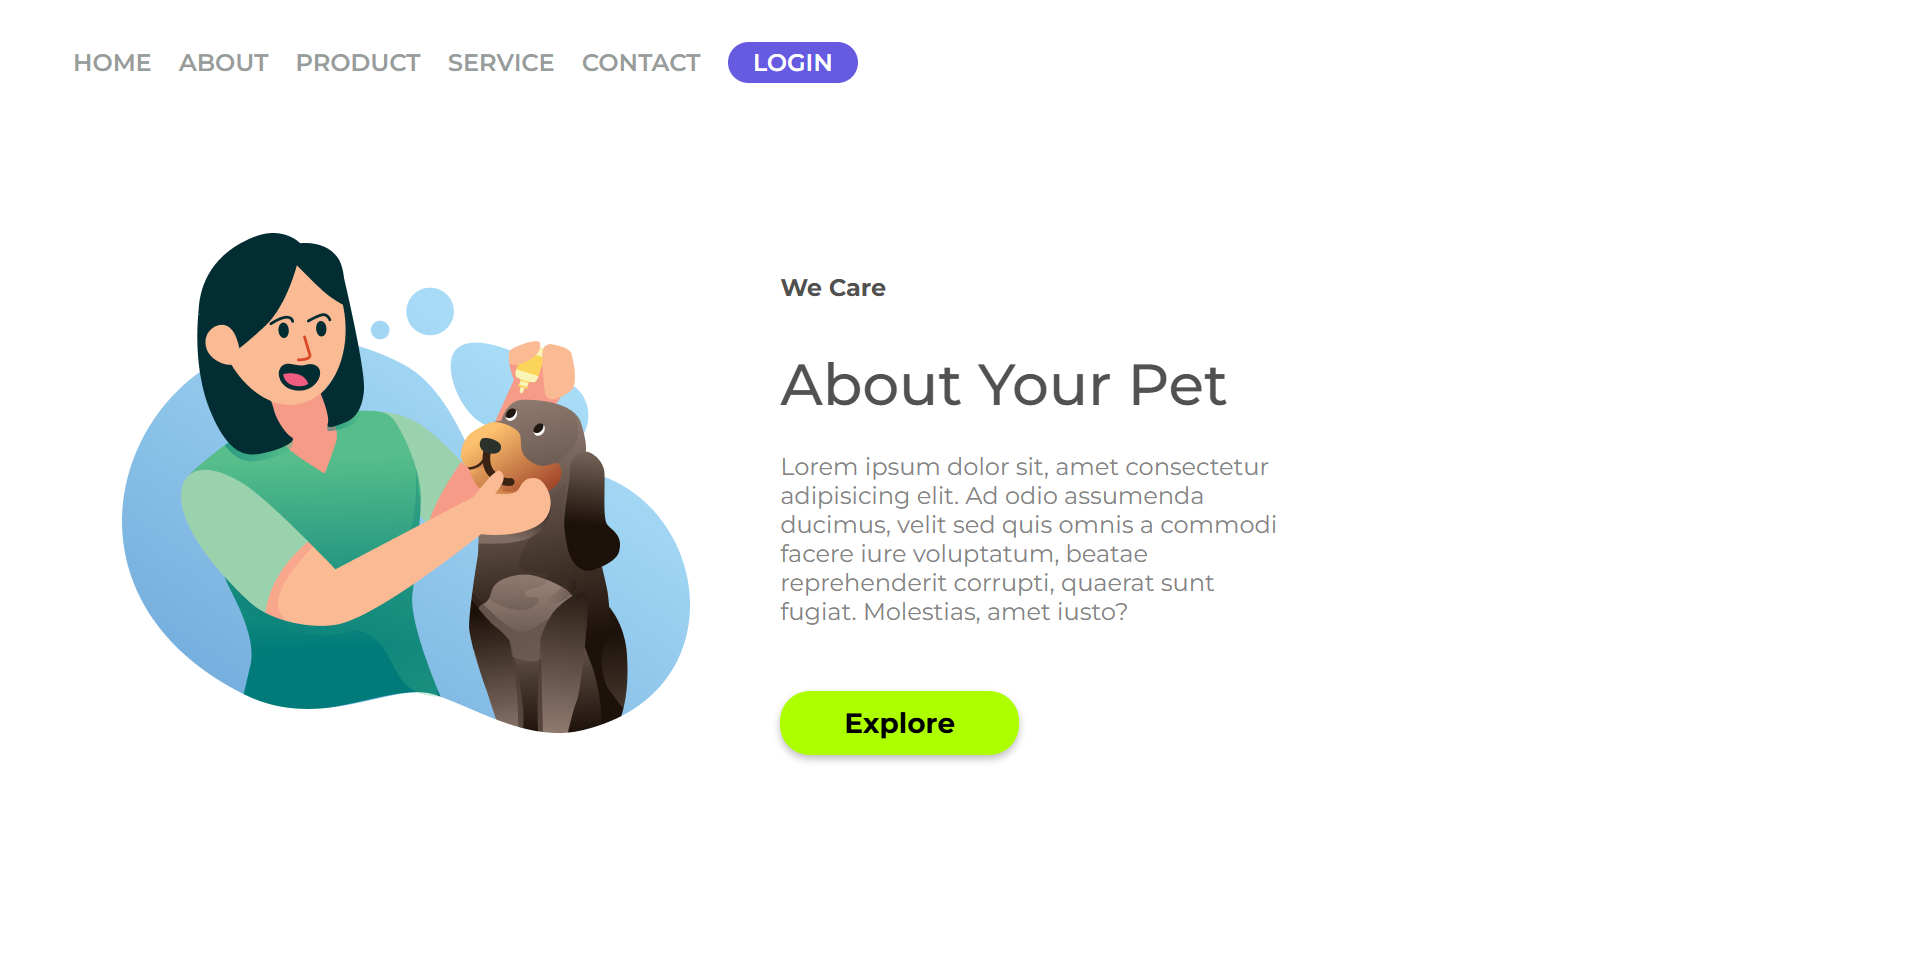 HOME ABOUT PRODUCT SERVICE CONTACT LOGIN
We Care
About Your Pet
Lorem ipsum dolor sit, amet consectetur
adipisicing elit. Ad odio assumenda
ducimus, velit sed quis omnis a commodi
facere iure voluptatum, beatae
reprehenderit corrupti, quaerat sunt
fugiat. Molestias, amet iusto?
Explore